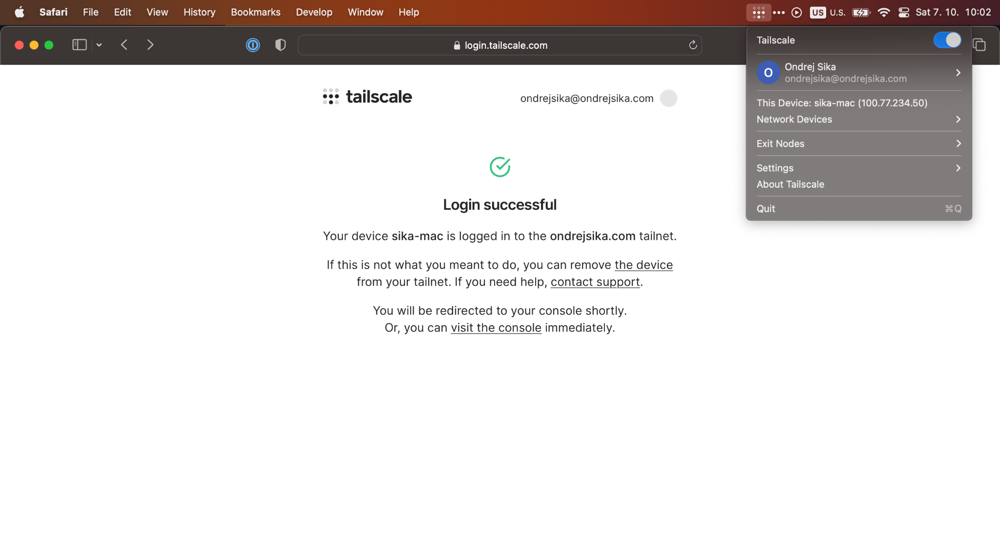 Safari File Edit View History Bookmarks Develop Window Help US U.S. Sat 7. 10. 10:02
login.tailscale.com
tailscale
ondrejsika@ondrejsika.com
Login successful
Your device sika-mac is logged in to the ondrejsika.com tailnet.
If this is not what you meant to do, you can remove the device
from your tailnet. If you need help, contact support.
You will be redirected to your console shortly.
Or, you can visit the console immediately.
Tailscale
O
Ondrej Sika
ondrejsika@ondrejsika.com
This Device: sika-mac (100.77.234.50)
Network Devices
Exit Nodes
Settings
About Tailscale
Quit ⌘Q